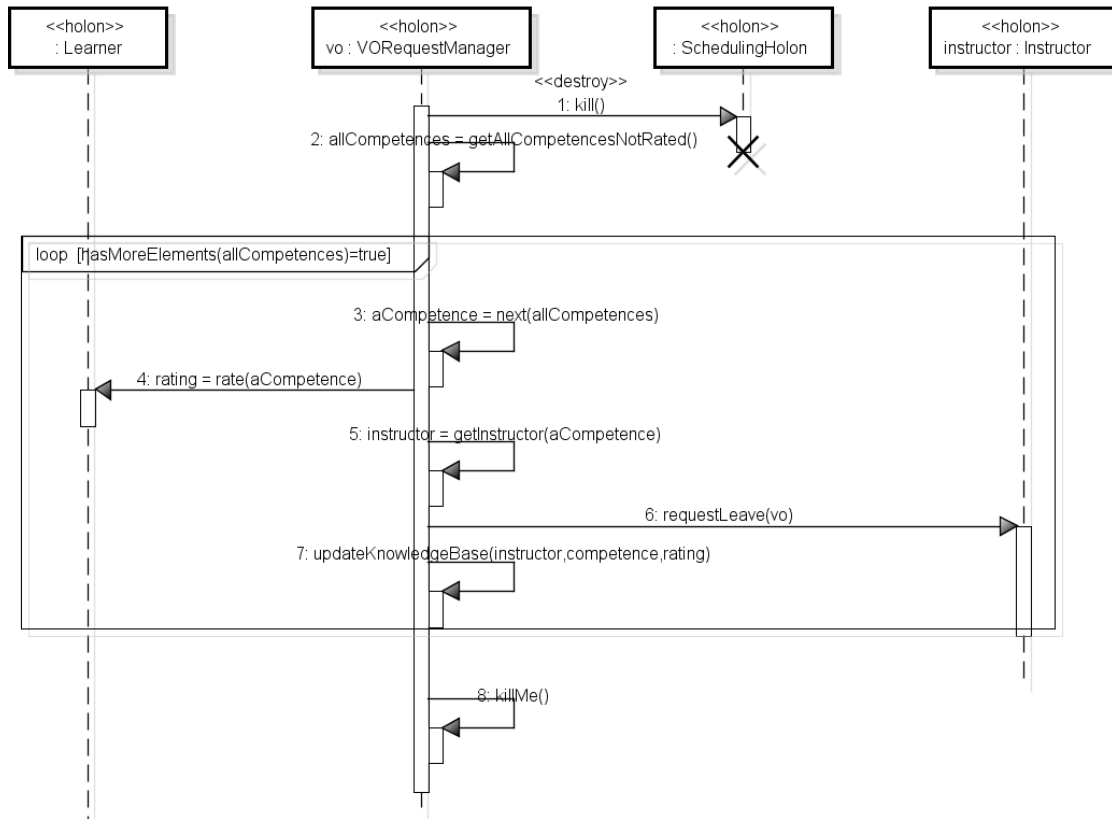 <<holon>>
: Learner
<<holon>>
vo : VORequestManager
<<holon>>
: SchedulingHolon
<<holon>>
instructor : Instructor
<<destroy>>
1: kill()
2: allCompetences = getAllCompetencesNotRated()
loop [hasMoreElements(allCompetences)=true]
3: aCompetence = next(allCompetences)
4: rating = rate(aCompetence)
5: instructor = getInstructor(aCompetence)
6: requestLeave(vo)
7: updateKnowledgeBase(instructor,competence,rating)
8: killMe()